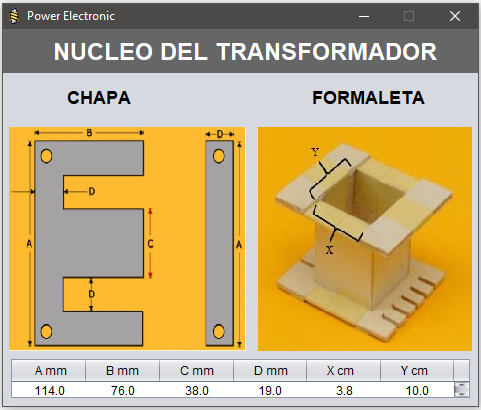 Power Electronic
NUCLEO DEL TRANSFORMADOR
CHAPA
FORMALETA
B
D
D
A
C
D
A
Y
X
A mm B mm C mm D mm X cm Y cm
114.0 76.0 38.0 19.0 3.8 10.0